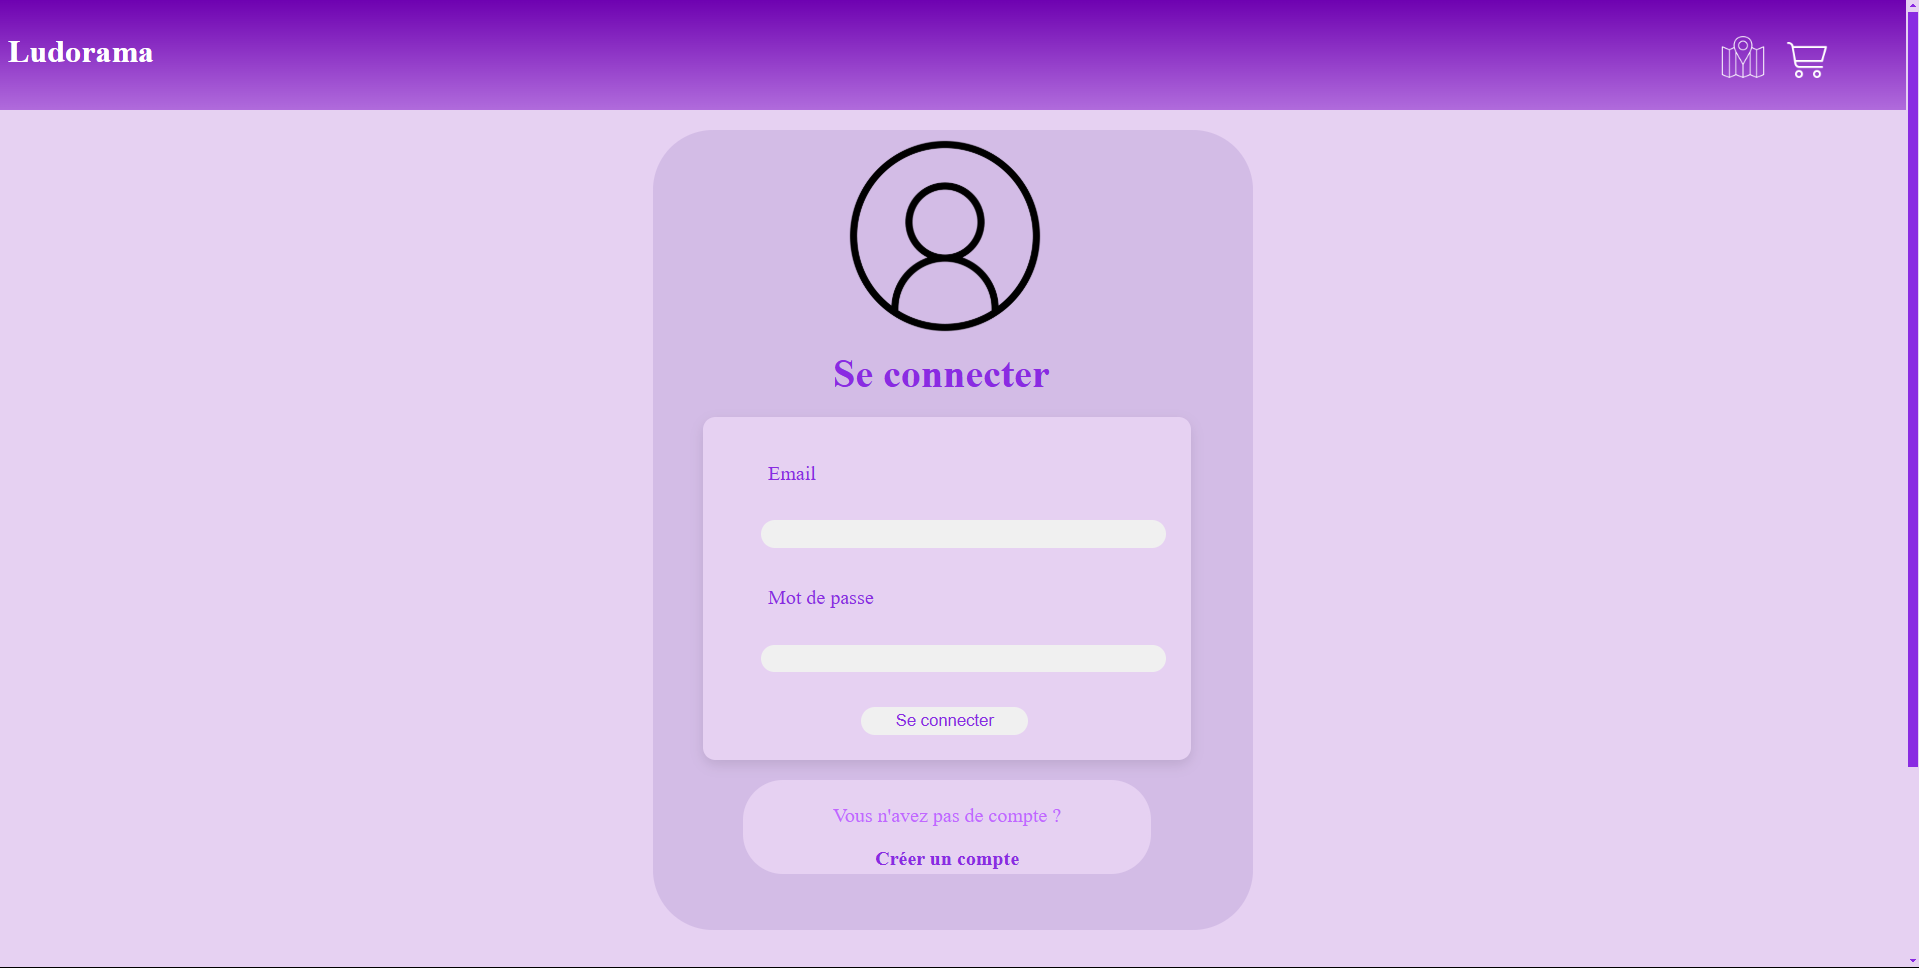 Ludorama
Se connecter
Email
Mot de passe
Se connecter
Vous n'avez pas de compte ?
Créer un compte